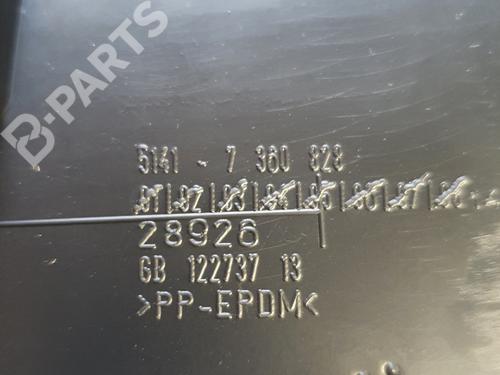 B-PARTS
5141 - 7 360 828
28926
GB 122737 13
>PP-EPDM<